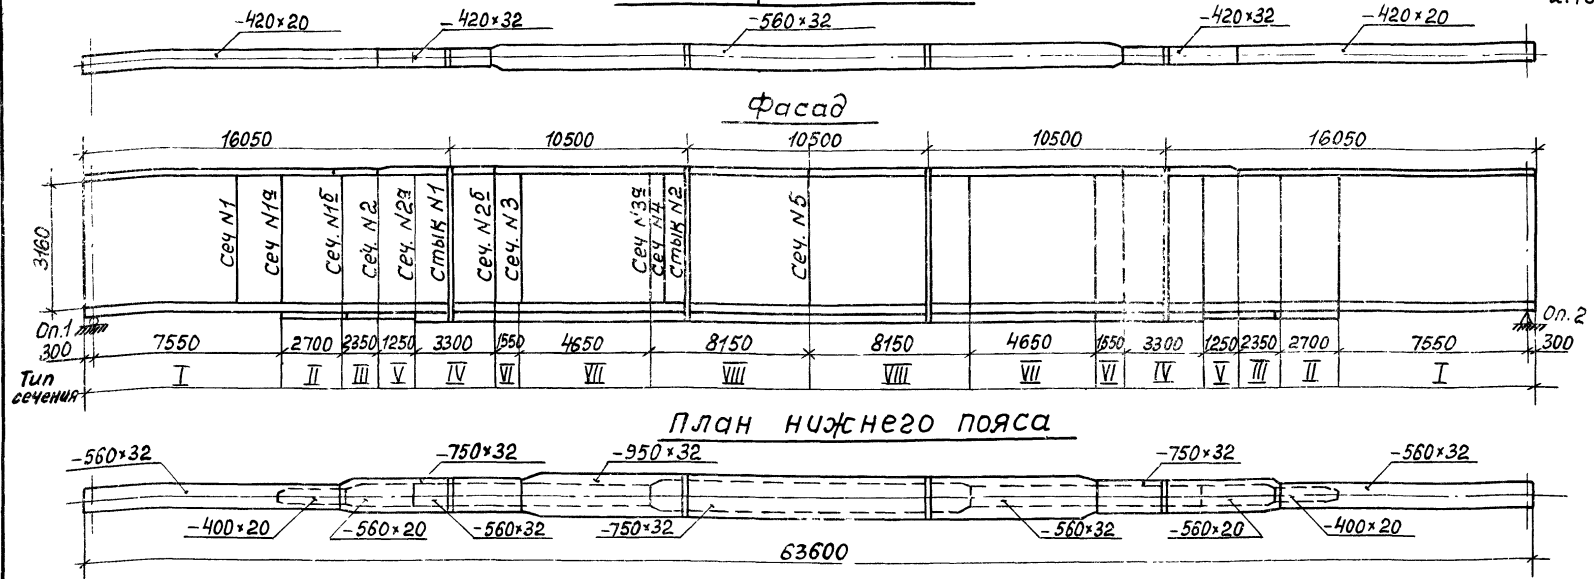 -420×20
-420×32
-560×32
-420×32
-420×20
Фасад
16050
10500
10500
10500
16050
3160
Сеч N1
Сеч N1а
Сеч. N1б
Сеч. N2
Сеч. N2а
Стык N1
Сеч. N2б
Сеч. N3
Сеч N3а
Сеч N4
Стык N2
Сеч. N5
Оп.1
Оп. 2
300
7550
2700
2350
1250
3300
1550
4650
8150
8150
4650
1550
3300
1250
2350
2700
7550
300
Тип
сечения
I
II
III
V
IV
VI
VII
VIII
VIII
VII
VI
IV
V
III
II
I
План нижнего пояса
-560×32
-750×32
-950×32
-750×32
-560×32
-400×20
-560×20
-560×32
-750×32
-560×32
-560×20
-400×20
63600